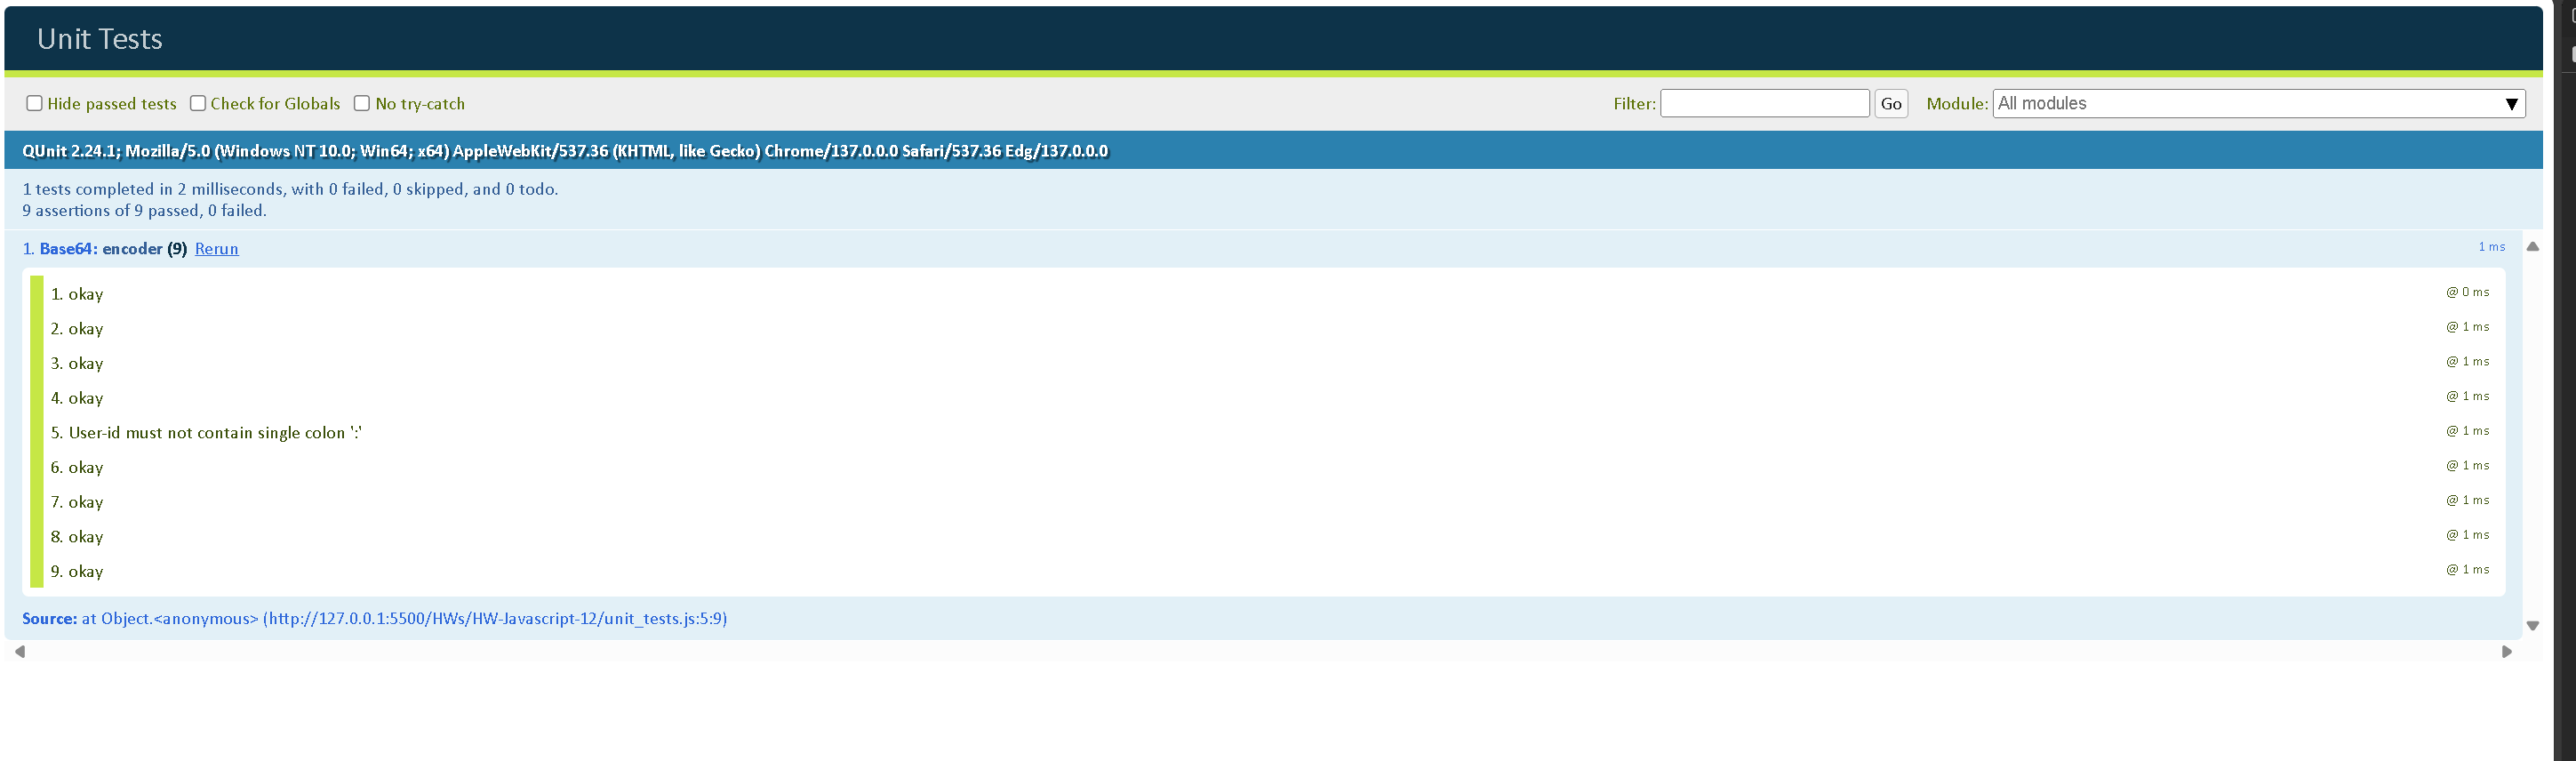 Unit Tests
Hide passed tests Check for Globals No try-catch Filter: Go Module: All modules ▼
QUnit 2.24.1; Mozilla/5.0 (Windows NT 10.0; Win64; x64) AppleWebKit/537.36 (KHTML, like Gecko) Chrome/137.0.0.0 Safari/537.36 Edg/137.0.0.0
1 tests completed in 2 milliseconds, with 0 failed, 0 skipped, and 0 todo.
9 assertions of 9 passed, 0 failed.
1. Base64: encoder (9) Rerun 1 ms
1. okay @ 0 ms
2. okay @ 1 ms
3. okay @ 1 ms
4. okay @ 1 ms
5. User-id must not contain single colon ':' @ 1 ms
6. okay @ 1 ms
7. okay @ 1 ms
8. okay @ 1 ms
9. okay @ 1 ms
Source: at Object.<anonymous> (http://127.0.0.1:5500/HWs/HW-Javascript-12/unit_tests.js:5:9)